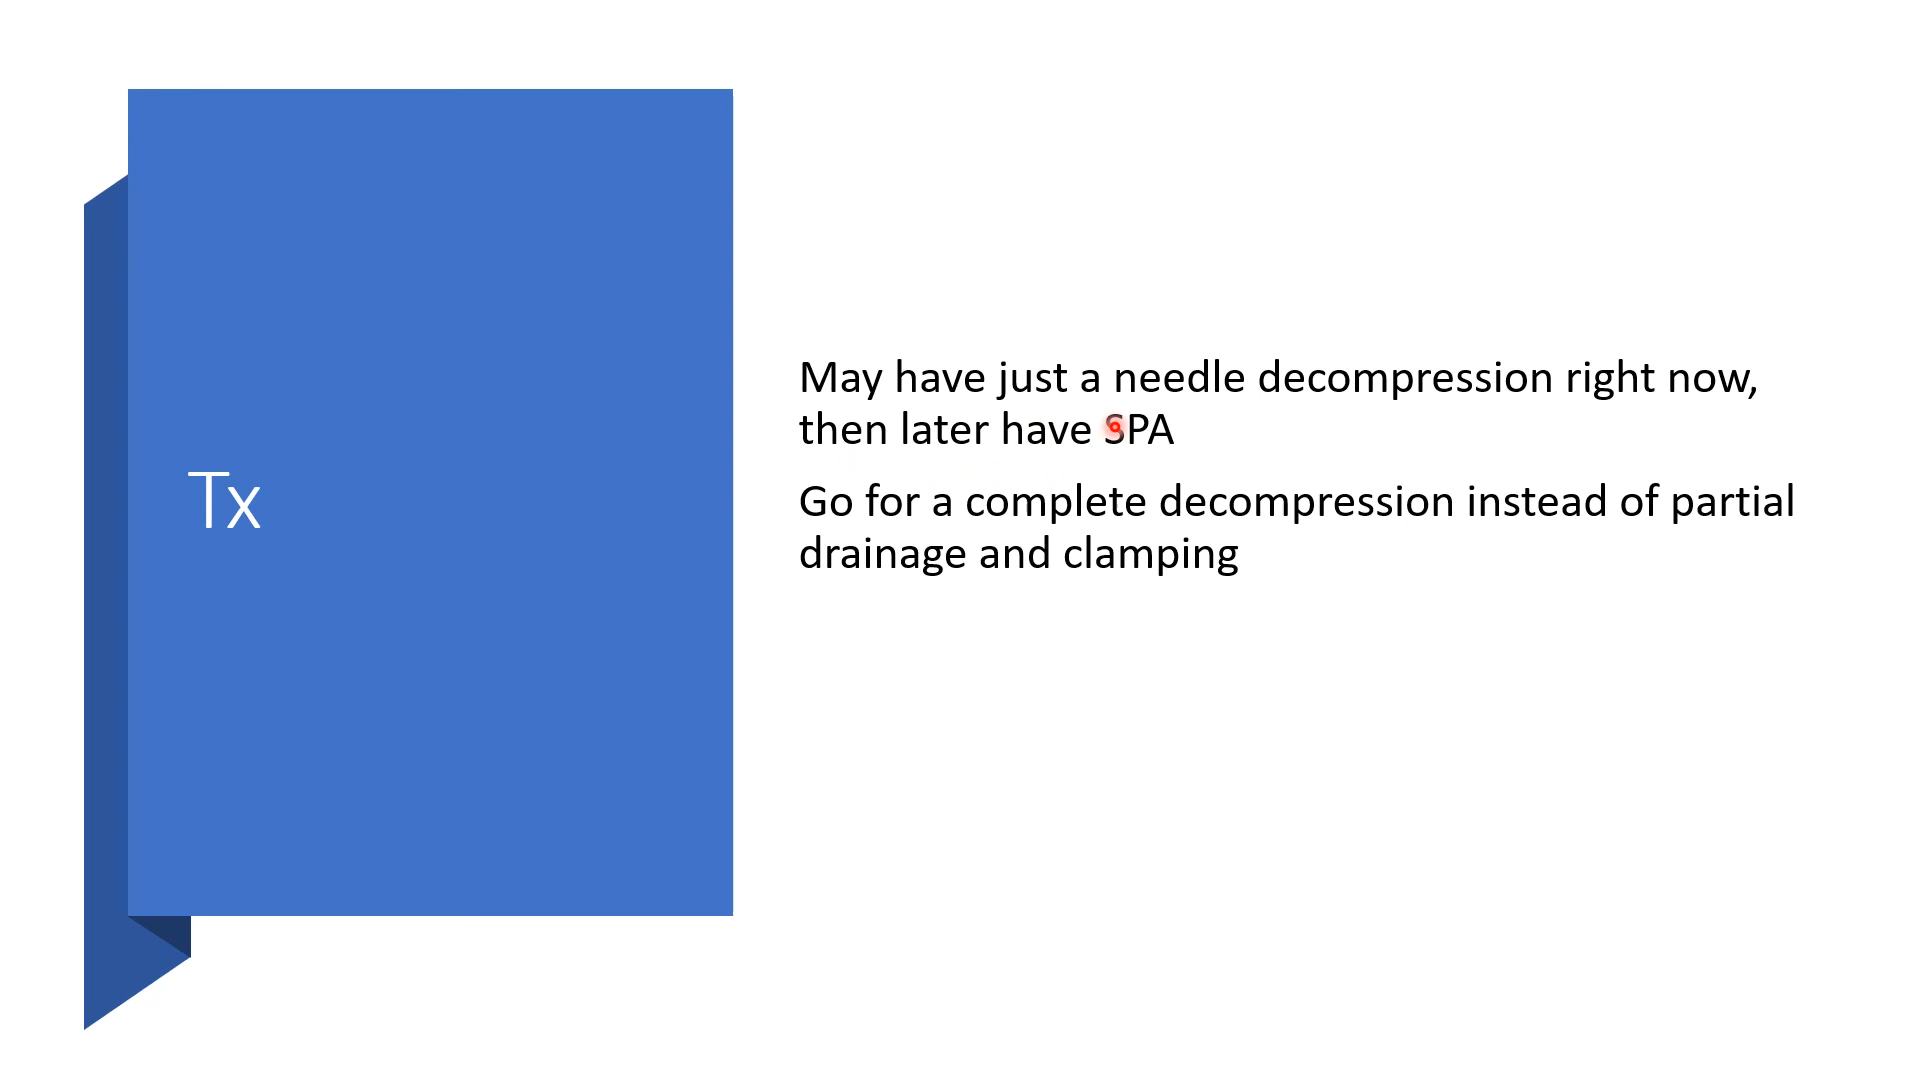 Tx
May have just a needle decompression right now,
then later have SPA
Go for a complete decompression instead of partial
drainage and clamping